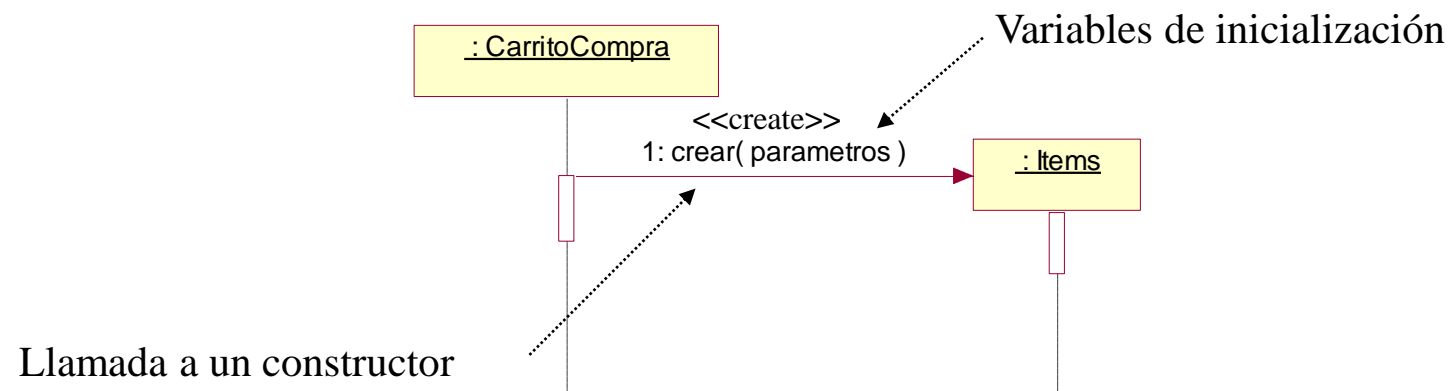 Variables de inicialización
: CarritoCompra
<<create>>
1: crear( parametros )
: Items
Llamada a un constructor